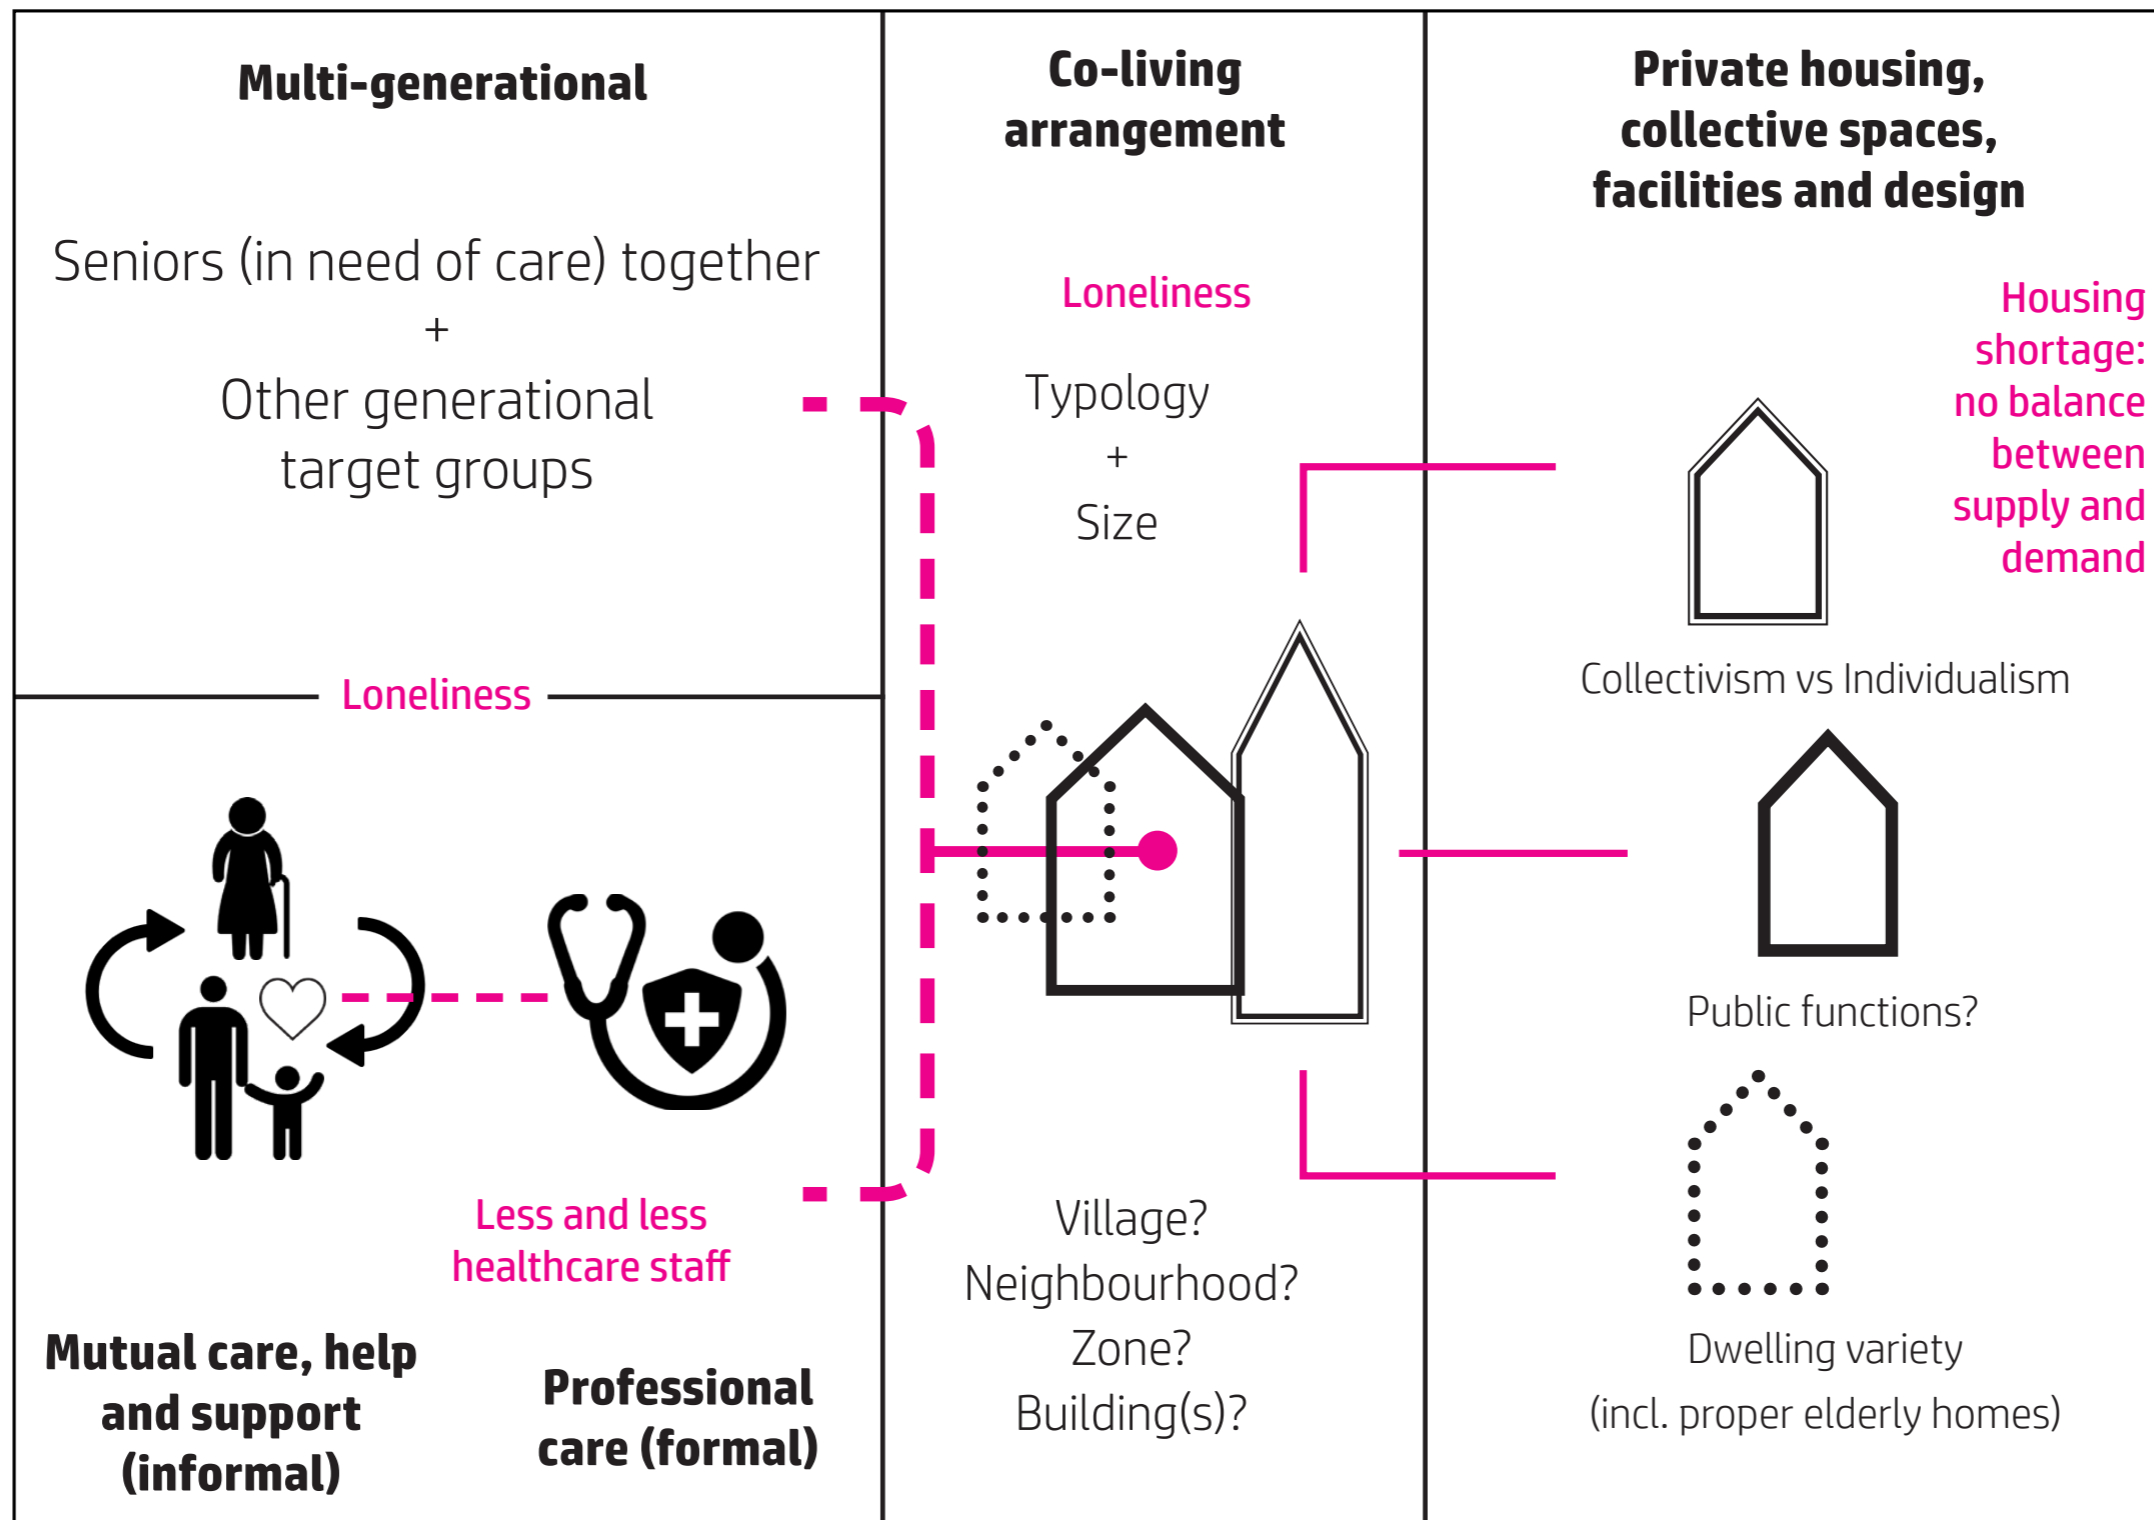 Multi-generational
Seniors (in need of care) together
+
Other generational
target groups
Loneliness
Less and less
healthcare staff
Mutual care, help
and support
(informal)
Professional
care (formal)
Co-living
arrangement
Loneliness
Typology
+
Size
Village?
Neighbourhood?
Zone?
Building(s)?
Private housing,
collective spaces,
facilities and design
Housing
shortage:
no balance
between
supply and
demand
Collectivism vs Individualism
Public functions?
Dwelling variety
(incl. proper elderly homes)